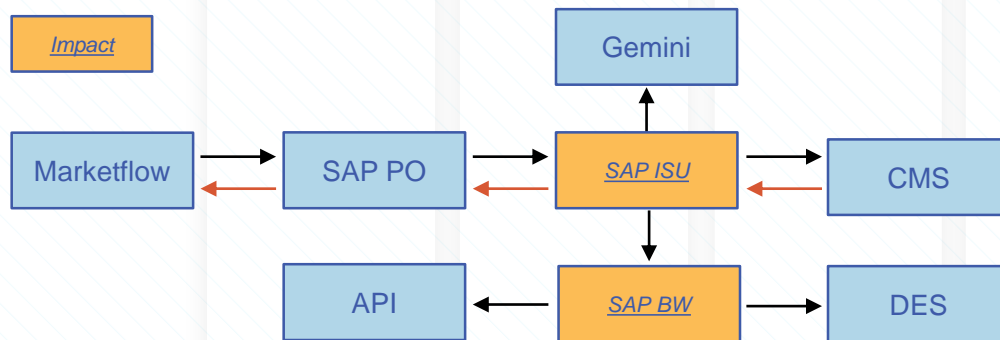 Impact
Gemini
Marketflow
SAP PO
SAP ISU
CMS
API
SAP BW
DES